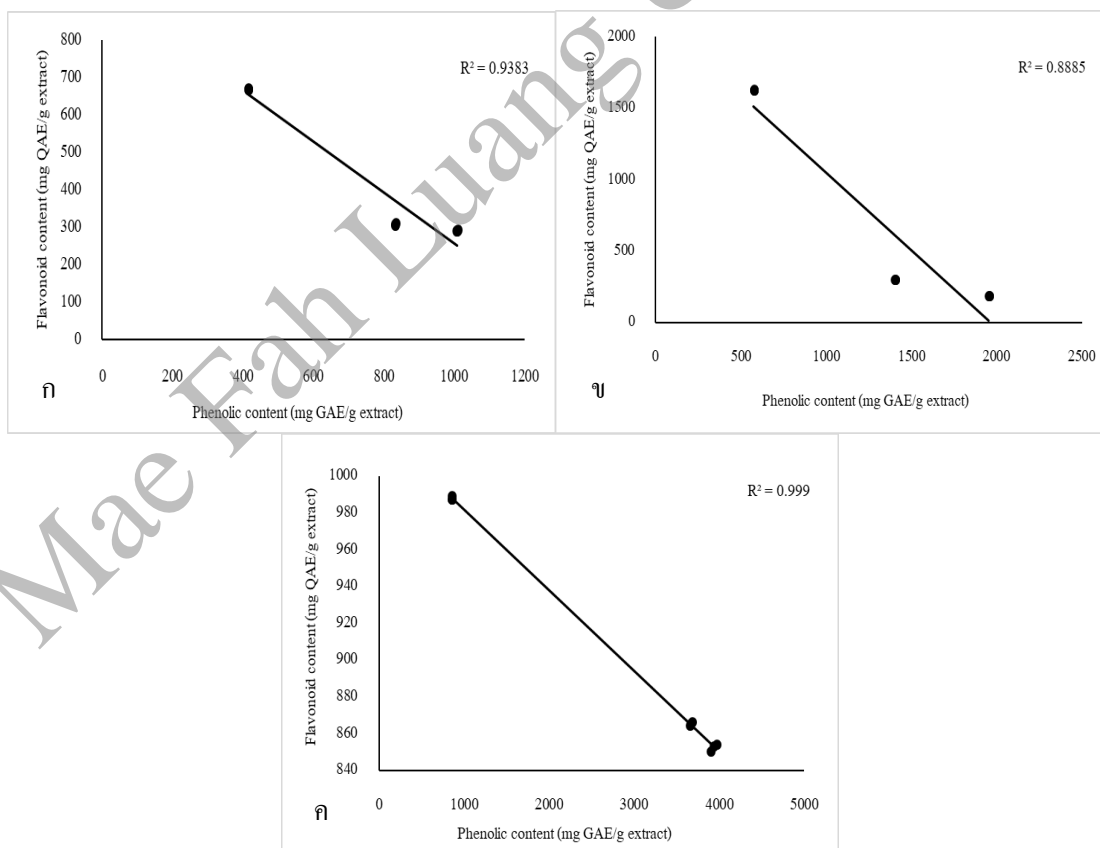 800
700
600
500
400
300
200
100
0
0 200 400 600 800 1000 1200
Flavonoid content (mg QAE/g extract)
Phenolic content (mg GAE/g extract)
R² = 0.9383
ก
2000
1500
1000
500
0
0 500 1000 1500 2000 2500
Flavonoid content (mg QAE/g extract)
Phenolic content (mg GAE/g extract)
R² = 0.8885
ข
1000
980
960
940
920
900
880
860
840
0 1000 2000 3000 4000 5000
Flavonoid content (mg QAE/g extract)
Phenolic content (mg GAE/g extract)
R² = 0.999
ค
Mae Fah Luang